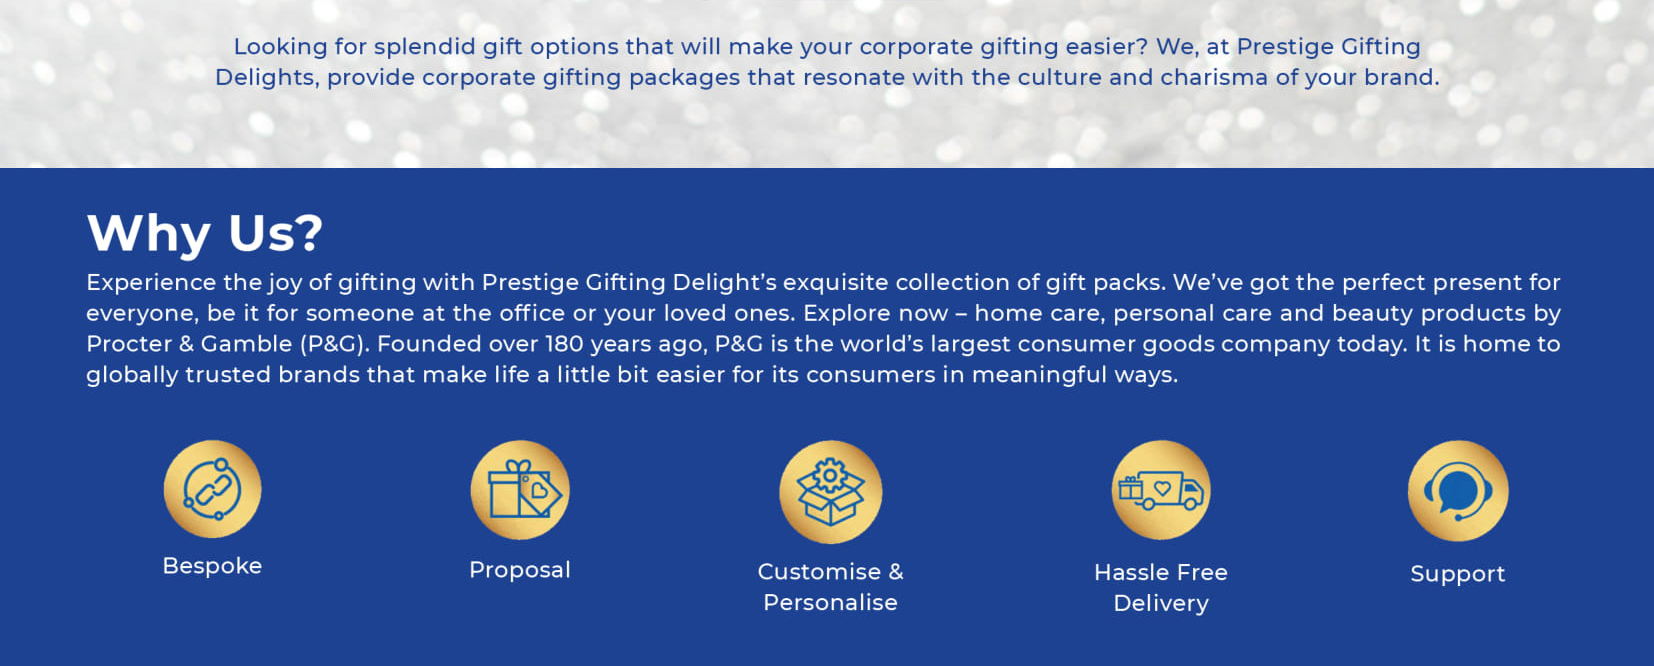 Looking for splendid gift options that will make your corporate gifting easier? We, at Prestige Gifting
Delights, provide corporate gifting packages that resonate with the culture and charisma of your brand.
Why Us?
Experience the joy of gifting with Prestige Gifting Delight’s exquisite collection of gift packs. We’ve got the perfect present for
everyone, be it for someone at the office or your loved ones. Explore now – home care, personal care and beauty products by
Procter & Gamble (P&G). Founded over 180 years ago, P&G is the world’s largest consumer goods company today. It is home to
globally trusted brands that make life a little bit easier for its consumers in meaningful ways.
Bespoke
Proposal
Customise &
Personalise
Hassle Free
Delivery
Support